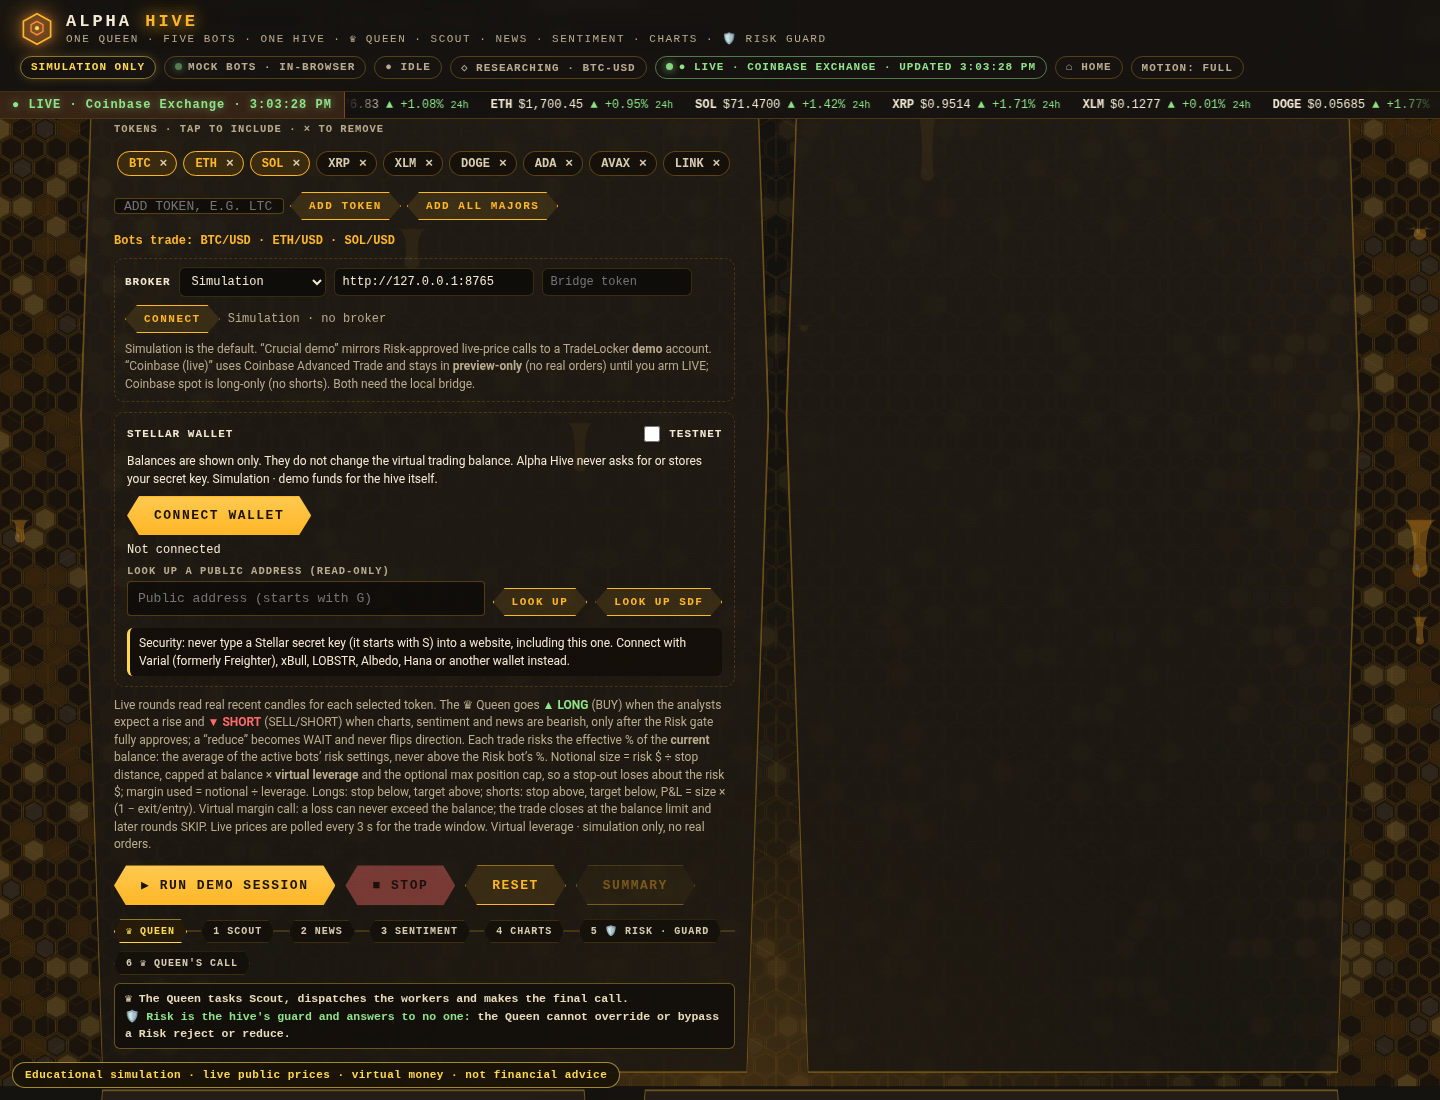 ALPHA HIVE
ONE QUEEN · FIVE BOTS · ONE HIVE · ♛ QUEEN · SCOUT · NEWS · SENTIMENT · CHARTS · 🛡️ RISK GUARD
SIMULATION ONLY
MOCK BOTS · IN-BROWSER
● IDLE
◇ RESEARCHING · BTC-USD
● LIVE · COINBASE EXCHANGE · UPDATED 3:03:28 PM
⌂ HOME
MOTION: FULL
● LIVE · Coinbase Exchange · 3:03:28 PM
6.83 ▲ +1.08% 24h ETH $1,700.45 ▲ +0.95% 24h SOL $71.4700 ▲ +1.42% 24h XRP $0.9514 ▲ +1.71% 24h XLM $0.1277 ▲ +0.01% 24h DOGE $0.05685 ▲ +1.77%
TOKENS · TAP TO INCLUDE · × TO REMOVE
BTC × ETH × SOL × XRP × XLM × DOGE × ADA × AVAX × LINK ×
ADD TOKEN, E.G. LTC ADD TOKEN ADD ALL MAJORS
Bots trade: BTC/USD · ETH/USD · SOL/USD
BROKER Simulation http://127.0.0.1:8765 Bridge token
CONNECT Simulation · no broker
Simulation is the default. “Crucial demo” mirrors Risk-approved live-price calls to a TradeLocker demo account.
“Coinbase (live)” uses Coinbase Advanced Trade and stays in preview-only (no real orders) until you arm LIVE;
Coinbase spot is long-only (no shorts). Both need the local bridge.
STELLAR WALLET TESTNET
Balances are shown only. They do not change the virtual trading balance. Alpha Hive never asks for or stores
your secret key. Simulation · demo funds for the hive itself.
CONNECT WALLET
Not connected
LOOK UP A PUBLIC ADDRESS (READ-ONLY)
Public address (starts with G) LOOK UP LOOK UP SDF
Security: never type a Stellar secret key (it starts with S) into a website, including this one. Connect with
Varial (formerly Freighter), xBull, LOBSTR, Albedo, Hana or another wallet instead.
Live rounds read real recent candles for each selected token. The ♛ Queen goes ▲ LONG (BUY) when the analysts
expect a rise and ▼ SHORT (SELL/SHORT) when charts, sentiment and news are bearish, only after the Risk gate
fully approves; a “reduce” becomes WAIT and never flips direction. Each trade risks the effective % of the current
balance: the average of the active bots’ risk settings, never above the Risk bot’s %. Notional size = risk $ ÷ stop
distance, capped at balance × virtual leverage and the optional max position cap, so a stop-out loses about the risk
$; margin used = notional ÷ leverage. Longs: stop below, target above; shorts: stop above, target below, P&L = size ×
(1 − exit/entry). Virtual margin call: a loss can never exceed the balance; the trade closes at the balance limit and
later rounds SKIP. Live prices are polled every 3 s for the trade window. Virtual leverage · simulation only, no real
orders.
▶ RUN DEMO SESSION ■ STOP RESET SUMMARY
♛ QUEEN 1 SCOUT 2 NEWS 3 SENTIMENT 4 CHARTS 5 🛡️ RISK · GUARD
6 ♛ QUEEN'S CALL
♛ The Queen tasks Scout, dispatches the workers and makes the final call.
🛡️ Risk is the hive's guard and answers to no one: the Queen cannot override or bypass
a Risk reject or reduce.
Educational simulation · live public prices · virtual money · not financial advice